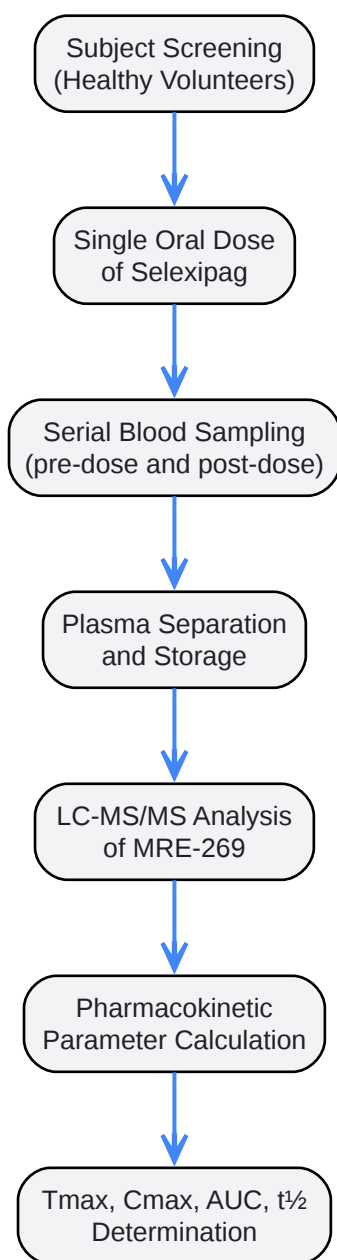 Subject Screening
(Healthy Volunteers)
Single Oral Dose
of Selexipag
Serial Blood Sampling
(pre-dose and post-dose)
Plasma Separation
and Storage
LC-MS/MS Analysis
of MRE-269
Pharmacokinetic
Parameter Calculation
Tmax, Cmax, AUC, t½
Determination